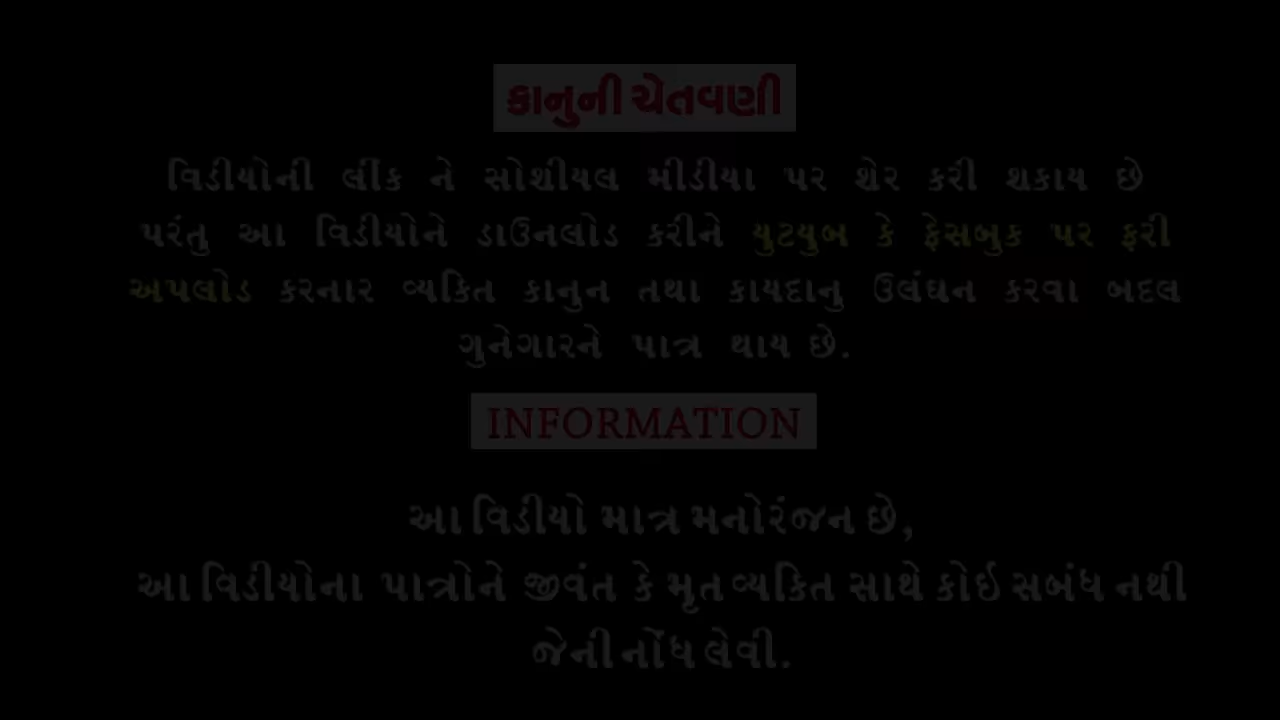 કાનુની ચેતવણી
વિડીયોની લીંક ને સોશીયલ મીડીયા પર શેર કરી શકાય છે
પરંતુ આ વિડીયોને ડાઉનલોડ કરીને યુટયુબ કે ફેસબુક પર ફરી
અપલોડ કરનાર વ્યકિત કાનુન તથા કાયદાનુ ઉલંઘન કરવા બદલ
ગુનેગારને પાત્ર થાય છે.
INFORMATION
આ વિડીયો માત્ર મનોરંજન છે,
આ વિડીયોના પાત્રોને જીવંત કે મૃત વ્યકિત સાથે કોઇ સબંધ નથી
જેની નોંધ લેવી.